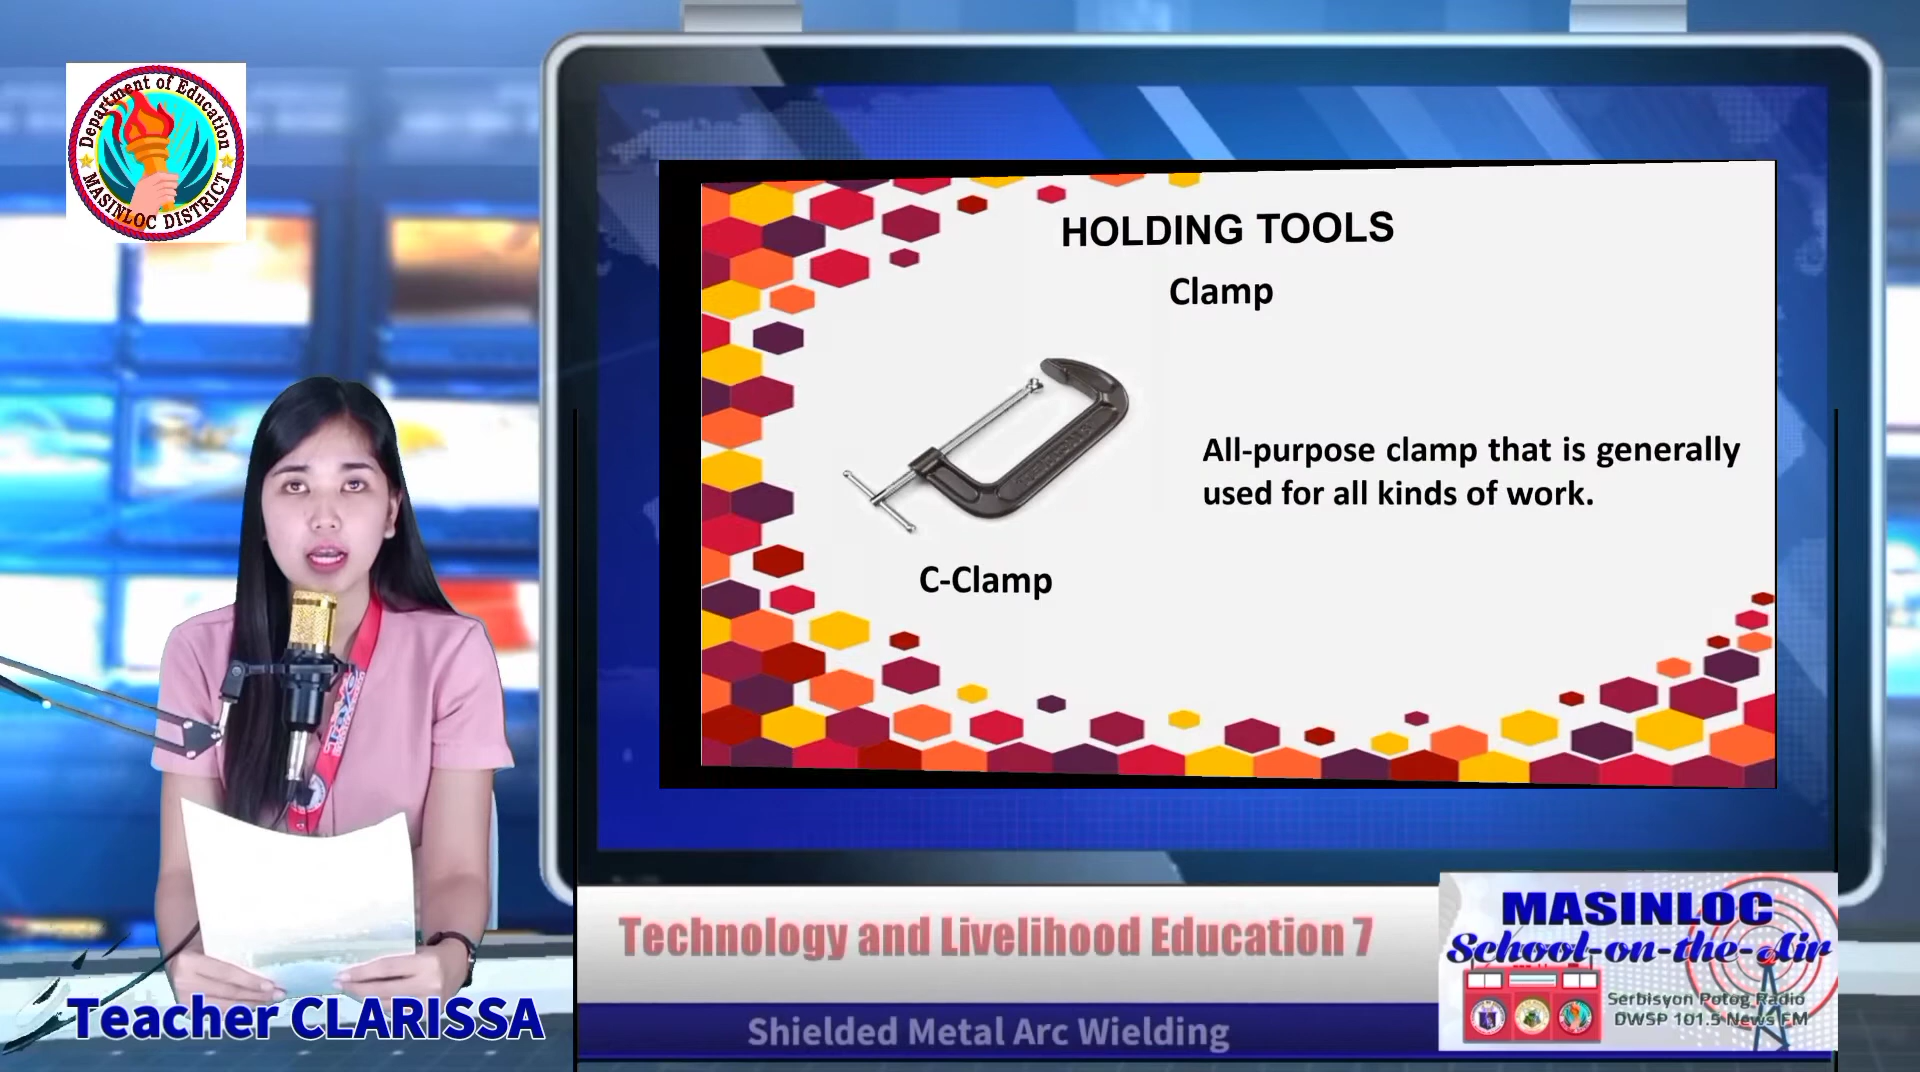 Department of Education
MASINLOC DISTRICT
HOLDING TOOLS
Clamp
All-purpose clamp that is generally
used for all kinds of work.
C-Clamp
Technology and Livelihood Education 7
Shielded Metal Arc Wielding
Teacher CLARISSA
MASINLOC
School-on-the-Air
Serbisyon Potog Radio
DWSP 101.5 News FM